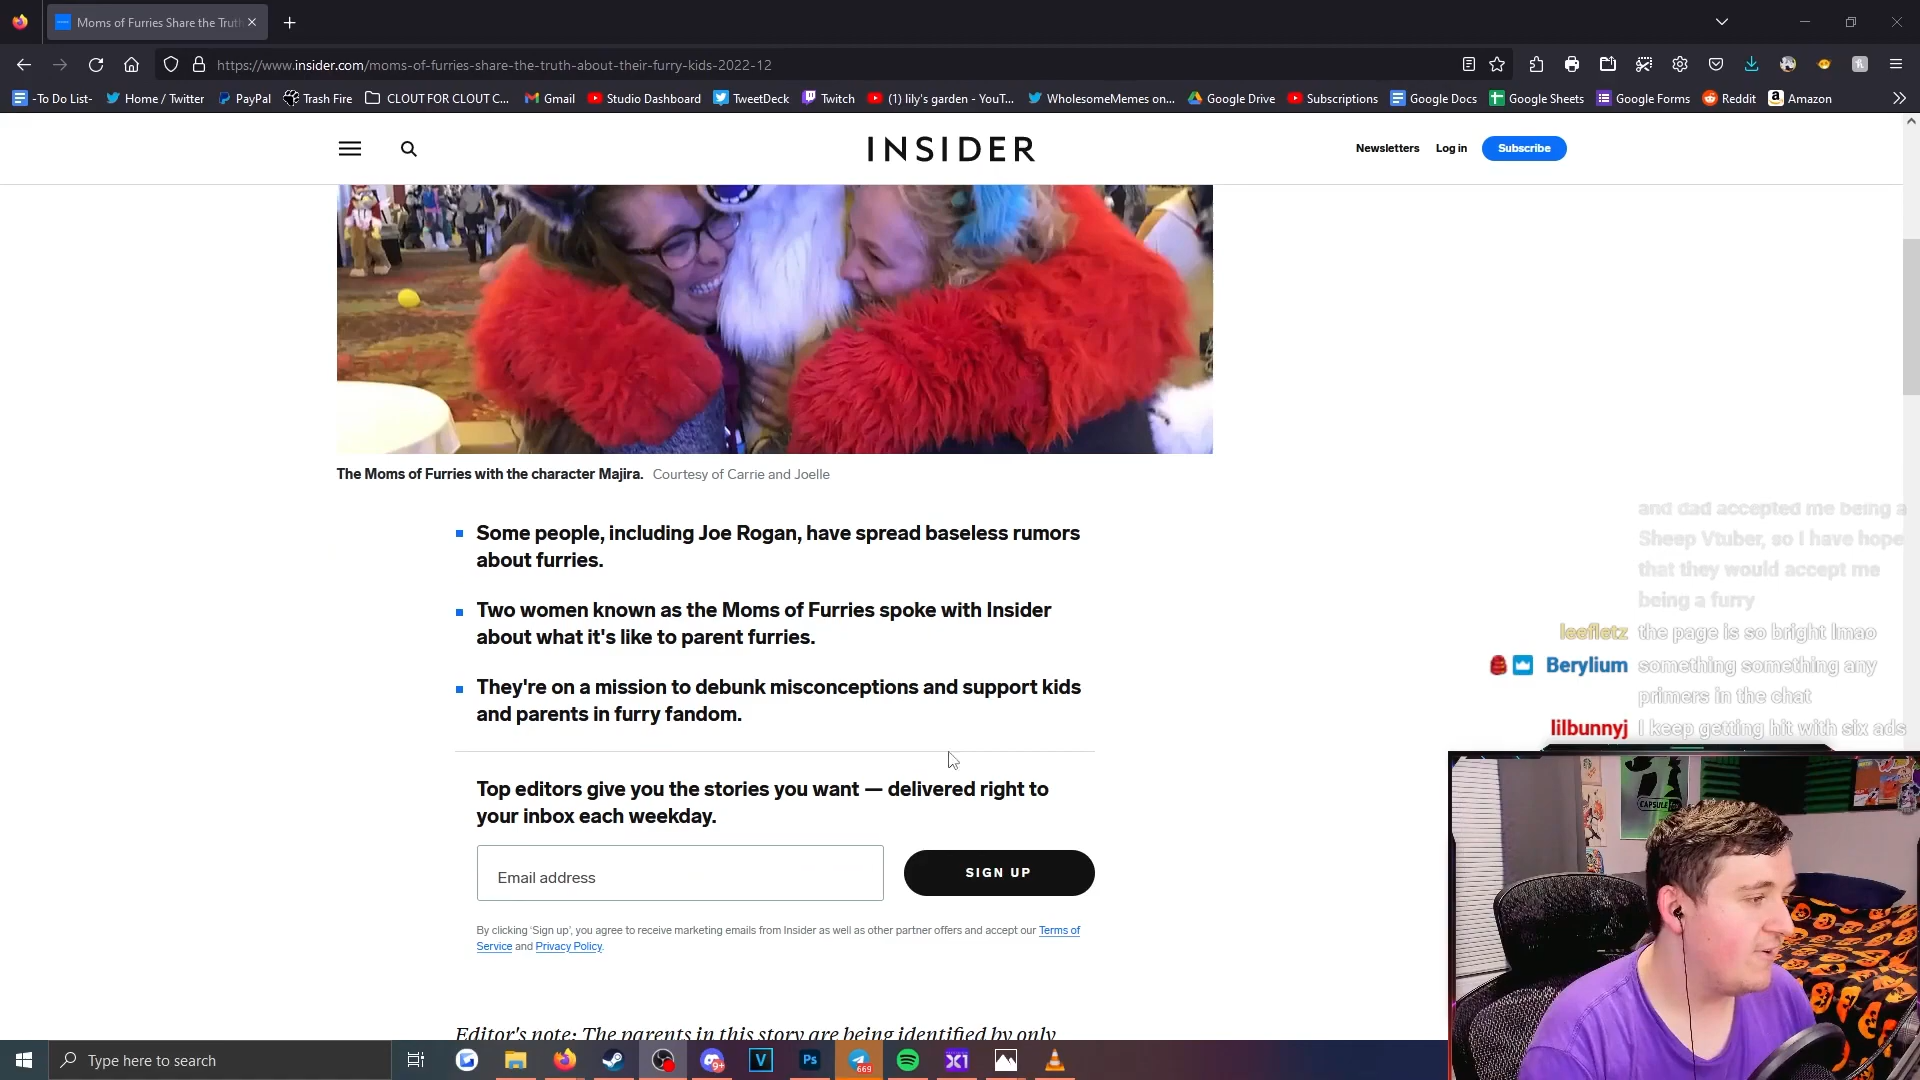 Moms of Furries Share the Trut
https://www.insider.com/moms-of-furries-share-the-truth-about-their-furry-kids-2022-12
-To Do List-
Home / Twitter
PayPal
Trash Fire
CLOUT FOR CLOUT C...
Gmail
Studio Dashboard
TweetDeck
Twitch
(1) lily's garden - YouT...
WholesomeMemes on...
Google Drive
Subscriptions
Google Docs
Google Sheets
Google Forms
Reddit
Amazon
INSIDER
Newsletters
Log in
Subscribe
The Moms of Furries with the character Majira. Courtesy of Carrie and Joelle
Some people, including Joe Rogan, have spread baseless rumors
about furries.
Two women known as the Moms of Furries spoke with Insider
about what it's like to parent furries.
They're on a mission to debunk misconceptions and support kids
and parents in furry fandom.
Top editors give you the stories you want — delivered right to
your inbox each weekday.
Email address
SIGN UP
By clicking 'Sign up', you agree to receive marketing emails from Insider as well as other partner offers and accept our Terms of
Service and Privacy Policy.
Editor's note: The parents in this story are being identified by only
and dad accepted me being a
Sheep Vtuber, so I have hope
that they would accept me
being a furry
leefletz the page is so bright lmao
Berylium something something any
primers in the chat
lilbunnyj I keep getting hit with six ads
CAPSULE
Type here to search
9+
V
Ps
669
X1